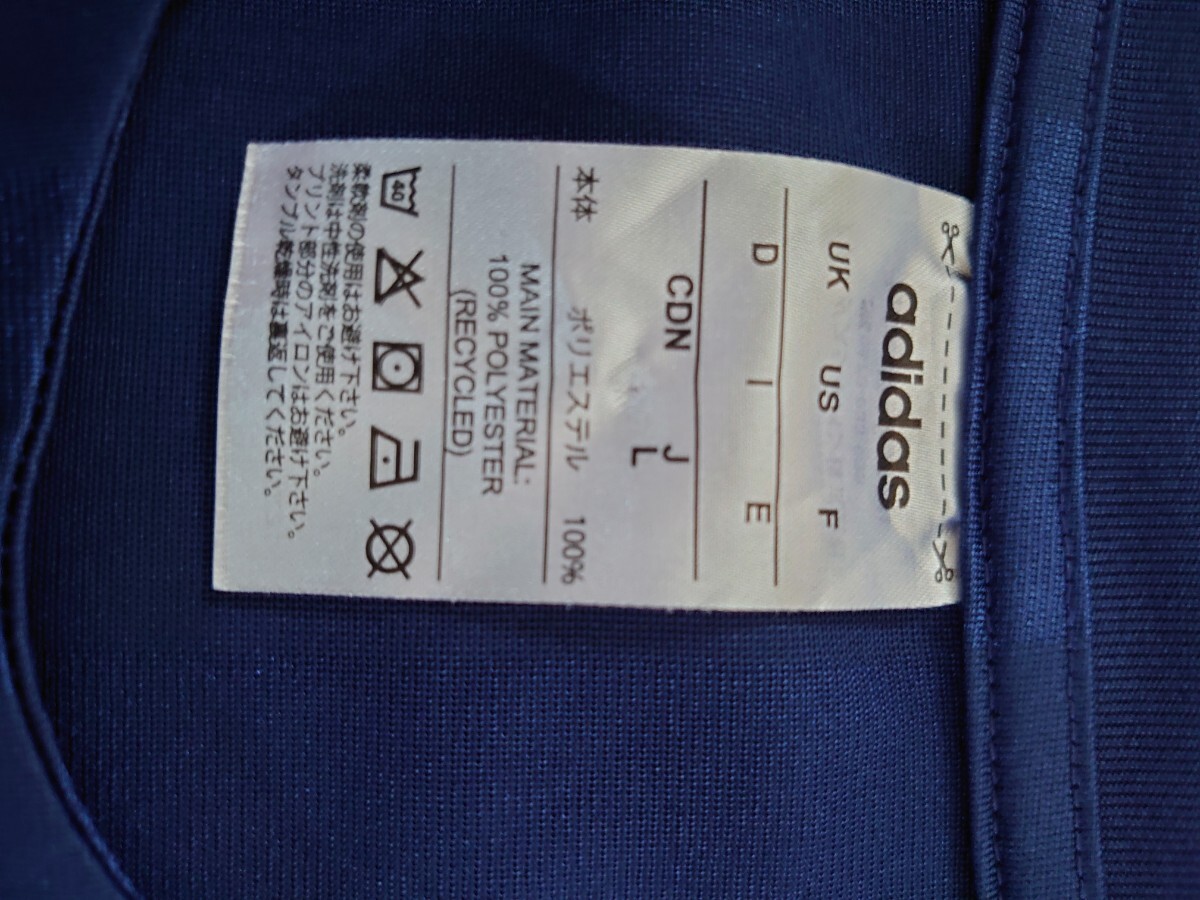 adidas
UK US F
D I E
CDN J
L
本体 ポリエステル 100%
MAIN MATERIAL:
100% POLYESTER
(RECYCLED)
40
柔軟剤の使用はお避け下さい。
洗剤は中性洗剤をご使用ください。
プリント部分のアイロンはお避け下さい。
タンブル乾燥時は裏返してください。